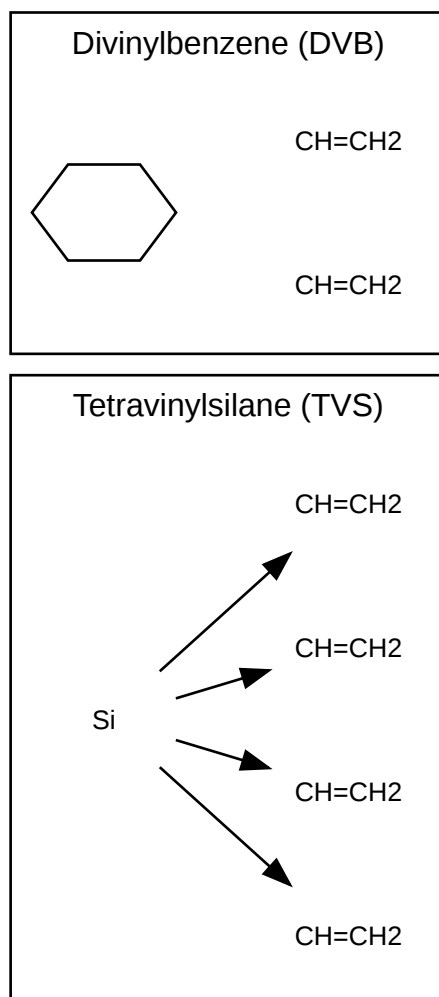 Divinylbenzene (DVB)
CH=CH2
CH=CH2
Tetravinylsilane (TVS)
CH=CH2
CH=CH2
Si
CH=CH2
CH=CH2